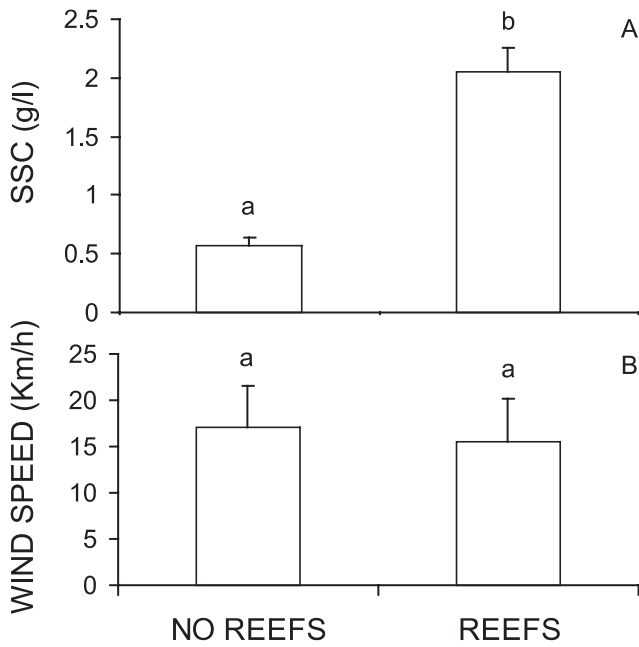 A
SSC (g/l)
2.5
2
1.5
1
0.5
0
a
b
B
WIND SPEED (Km/h)
25
20
15
10
5
0
a
a
NO REEFS
REEFS